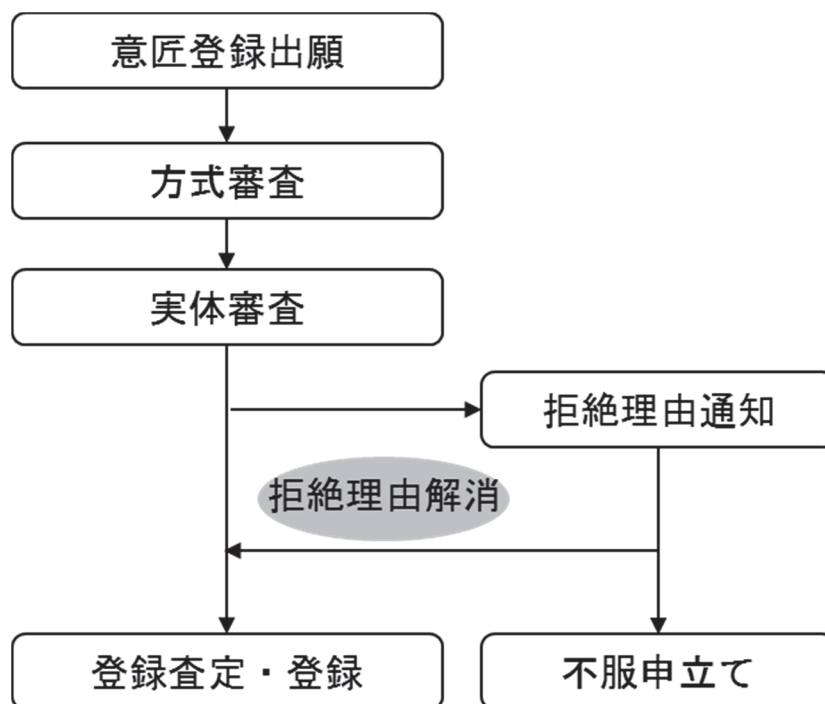 意匠登録出願
方式審査
実体審査
拒絶理由通知
拒絶理由解消
登録査定・登録
不服申立て